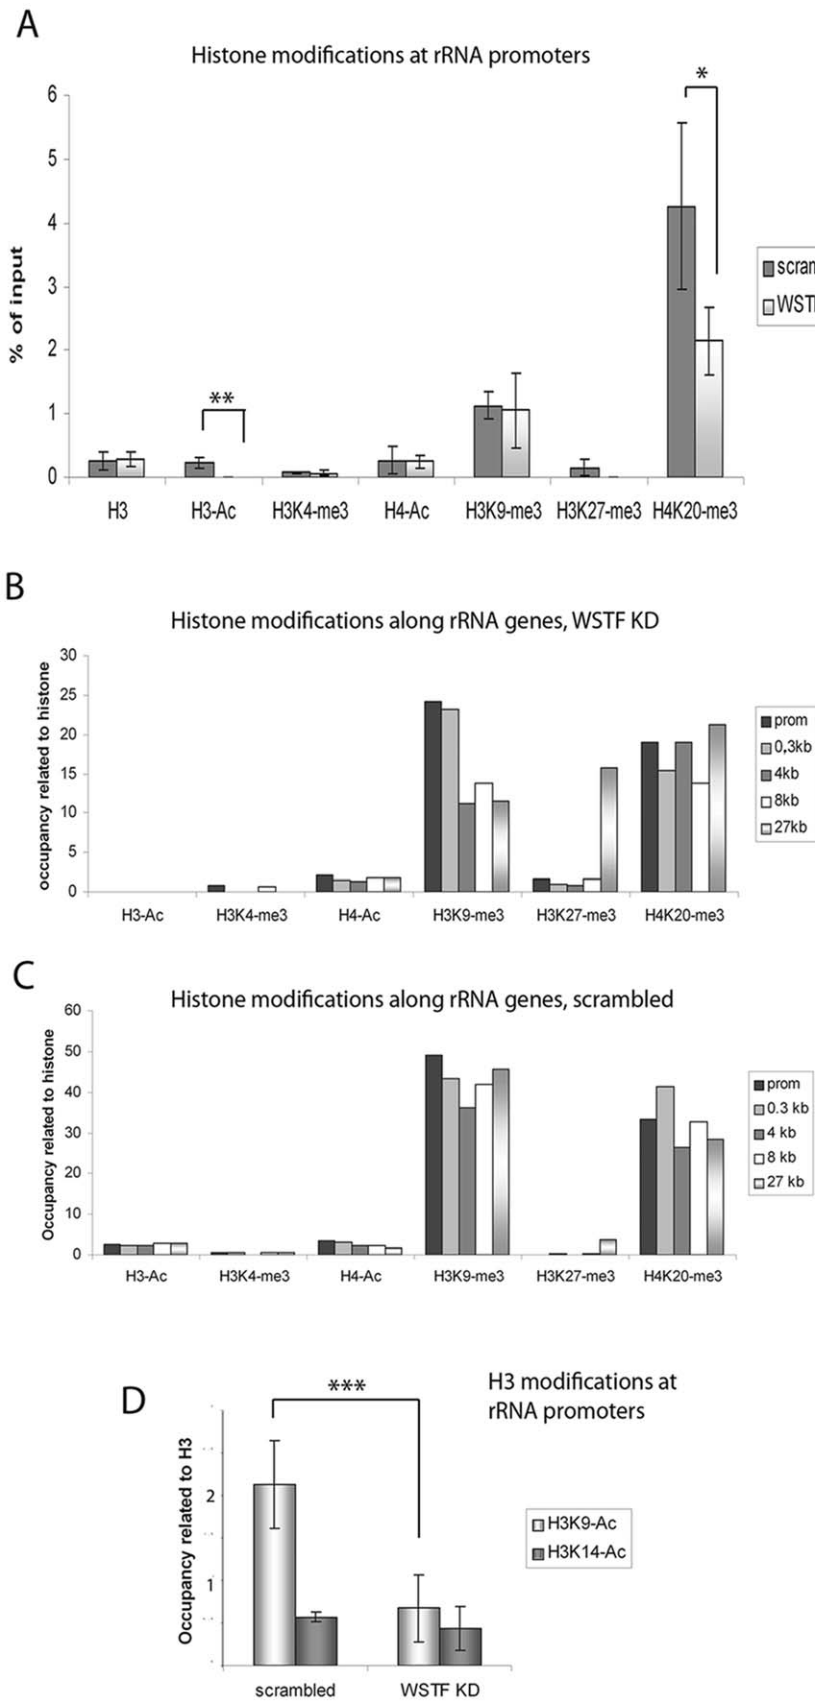 A
Histone modifications at rRNA promoters
*
6
5
4
3
2
1
0
% of input
**
scram
WSTF
H3 H3-Ac H3K4-me3 H4-Ac H3K9-me3 H3K27-me3 H4K20-me3
B
Histone modifications along rRNA genes, WSTF KD
occupancy related to histone
30
25
20
15
10
5
0
prom
0,3kb
4kb
8kb
27kb
H3-Ac H3K4-me3 H4-Ac H3K9-me3 H3K27-me3 H4K20-me3
C
Histone modifications along rRNA genes, scrambled
Occupancy related to histone
60
50
40
30
20
10
0
prom
0.3 kb
4 kb
8 kb
27 kb
H3-Ac H3K4-me3 H4-Ac H3K9-me3 H3K27-me3 H4K20-me3
D
***
H3 modifications at
rRNA promoters
Occupancy related to H3
2
1
H3K9-Ac
H3K14-Ac
scrambled WSTF KD